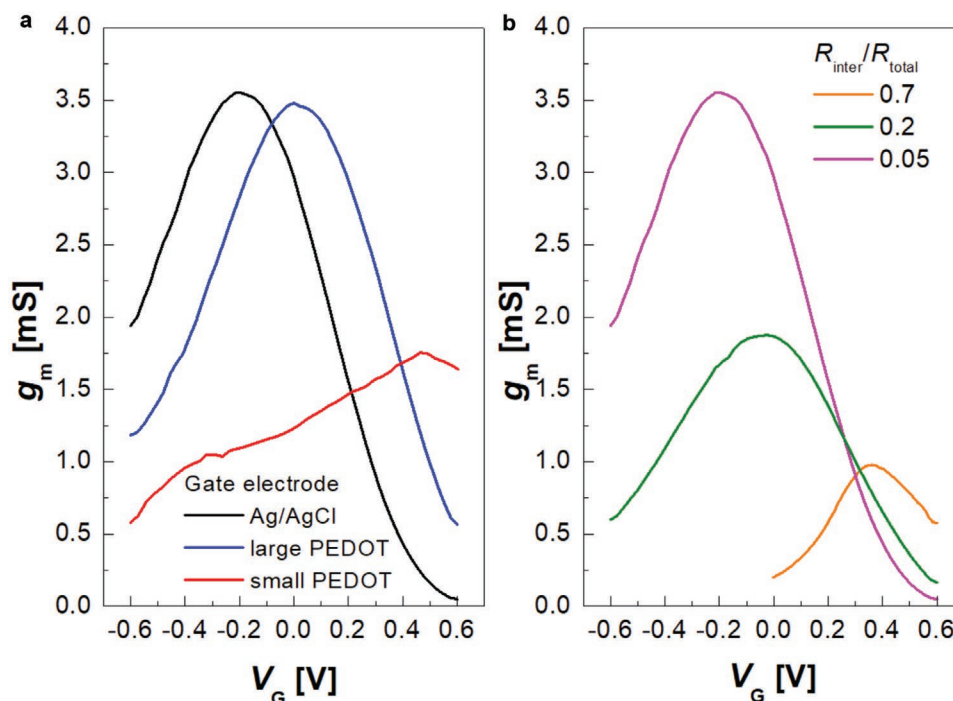 a
4.0
3.5
3.0
2.5
2.0
1.5
1.0
0.5
0.0
gm [mS]
Gate electrode
Ag/AgCl
large PEDOT
small PEDOT
-0.6 -0.4 -0.2 0.0 0.2 0.4 0.6
VG [V]
b
4.0
3.5
3.0
2.5
2.0
1.5
1.0
0.5
0.0
gm [mS]
Rinter/Rtotal
0.7
0.2
0.05
-0.6 -0.4 -0.2 0.0 0.2 0.4 0.6
VG [V]